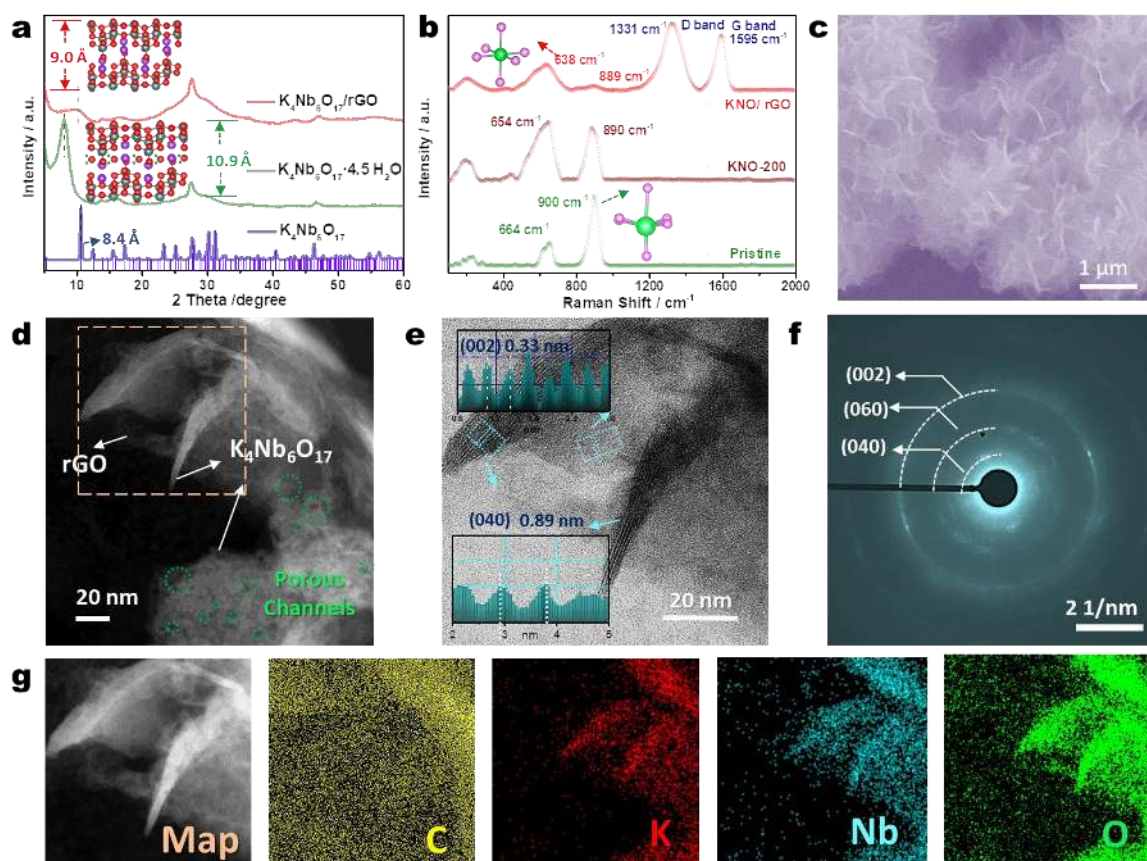 a
9.0 Å
K₄Nb₆O₁₇/rGO
10.9 Å
K₄Nb₆O₁₇·4.5 H₂O
8.4 Å
K₄Nb₆O₁₇
Intensity / a.u.
5 10 20 30 40 50 60
2 Theta /degree
b
1331 cm⁻¹ D band G band
1595 cm⁻¹
638 cm⁻¹
889 cm⁻¹
KNO/ rGO
654 cm⁻¹
890 cm⁻¹
KNO-200
900 cm⁻¹
664 cm⁻¹
Pristine
Intensity / a.u.
400 800 1200 1600 2000
Raman Shift / cm⁻¹
c
1 μm
d
rGO
K₄Nb₆O₁₇
Porous
Channels
20 nm
e
(002) 0.33 nm
(040) 0.89 nm
2 3 nm 4 5
20 nm
f
(002)
(060)
(040)
2 1/nm
g
Map
C
K
Nb
O